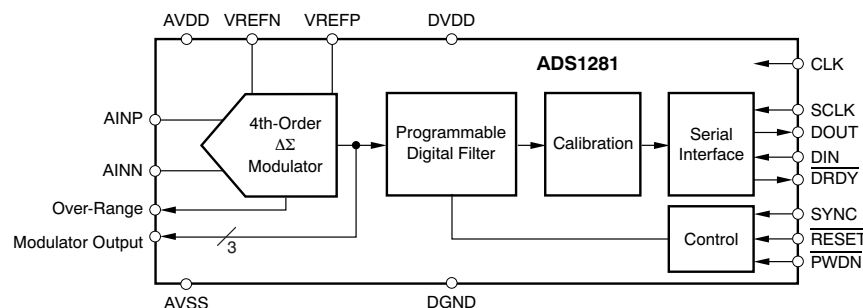 AVDD VREFN VREFP DVDD
ADS1281
CLK
AINP
4th-Order
ΔΣ
Modulator
Programmable
Digital Filter
Calibration
Serial
Interface
SCLK
DOUT
DIN
DRDY
AINN
Over-Range
Modulator Output
3
Control
SYNC
RESET
PWDN
AVSS DGND